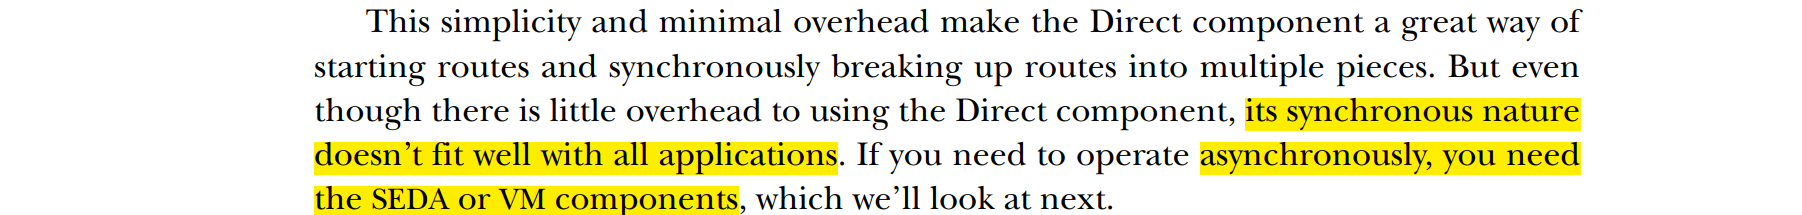 This simplicity and minimal overhead make the Direct component a great way of
starting routes and synchronously breaking up routes into multiple pieces. But even
though there is little overhead to using the Direct component, its synchronous nature
doesn’t fit well with all applications. If you need to operate asynchronously, you need
the SEDA or VM components, which we’ll look at next.